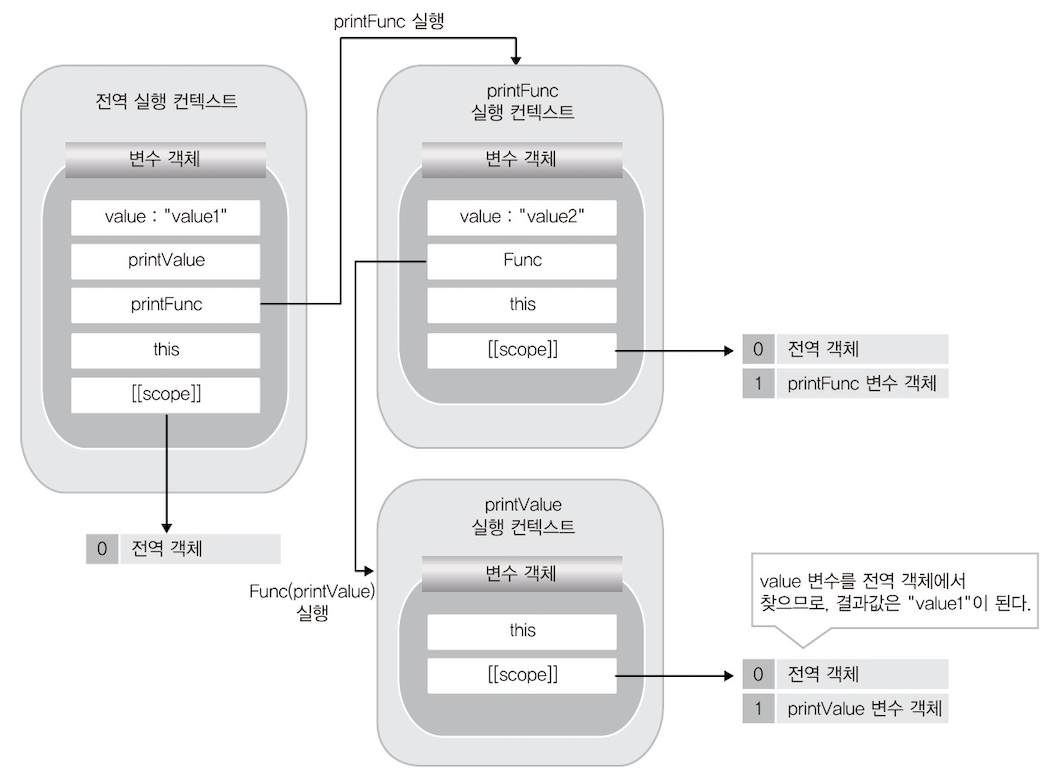 printFunc 실행
전역 실행 컨텍스트
변수 객체
value : "value1"
printValue
printFunc
this
[[scope]]
0 전역 객체
printFunc
실행 컨텍스트
변수 객체
value : "value2"
Func
this
[[scope]]
0 전역 객체
1 printFunc 변수 객체
Func(printValue)
실행
printValue
실행 컨텍스트
변수 객체
this
[[scope]]
value 변수를 전역 객체에서
찾으므로, 결과값은 "value1"이 된다.
0 전역 객체
1 printValue 변수 객체